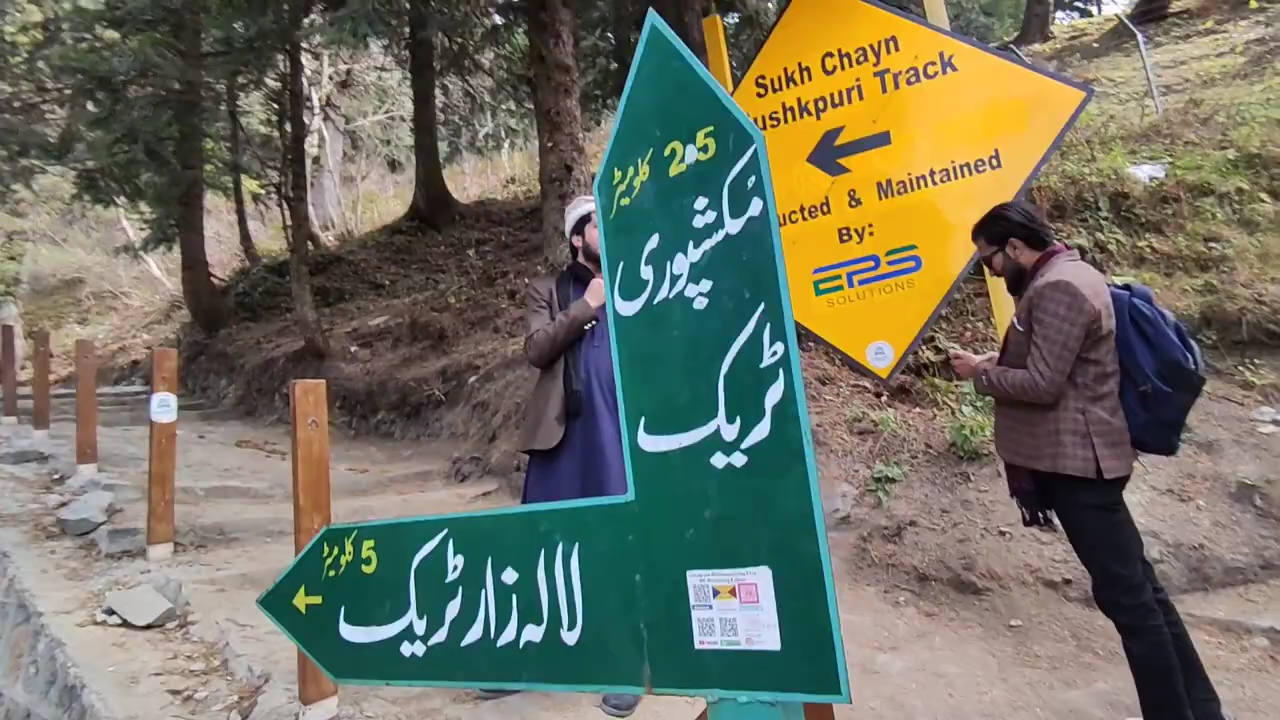 2.5 کلومیٹر
مکشپوری
ٹریک
5 کلومیٹر
لالہ زار ٹریک
Sukh Chayn
ushkpuri Track
ucted & Maintained
By:
EPS
SOLUTIONS